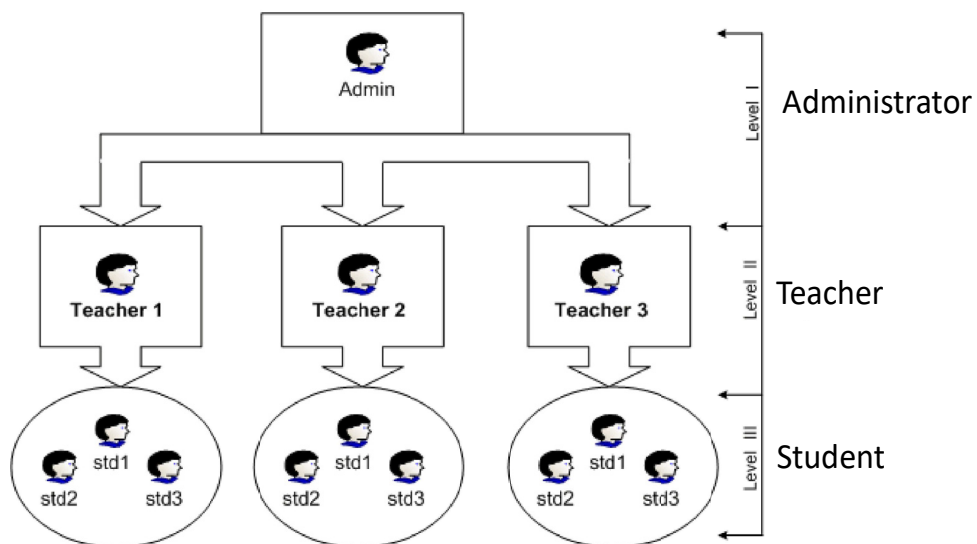 Admin
Level I
Administrator
Teacher 1
Teacher 2
Teacher 3
Level II
Teacher
std1
std2
std3
std1
std2
std3
std1
std2
std3
Level III
Student